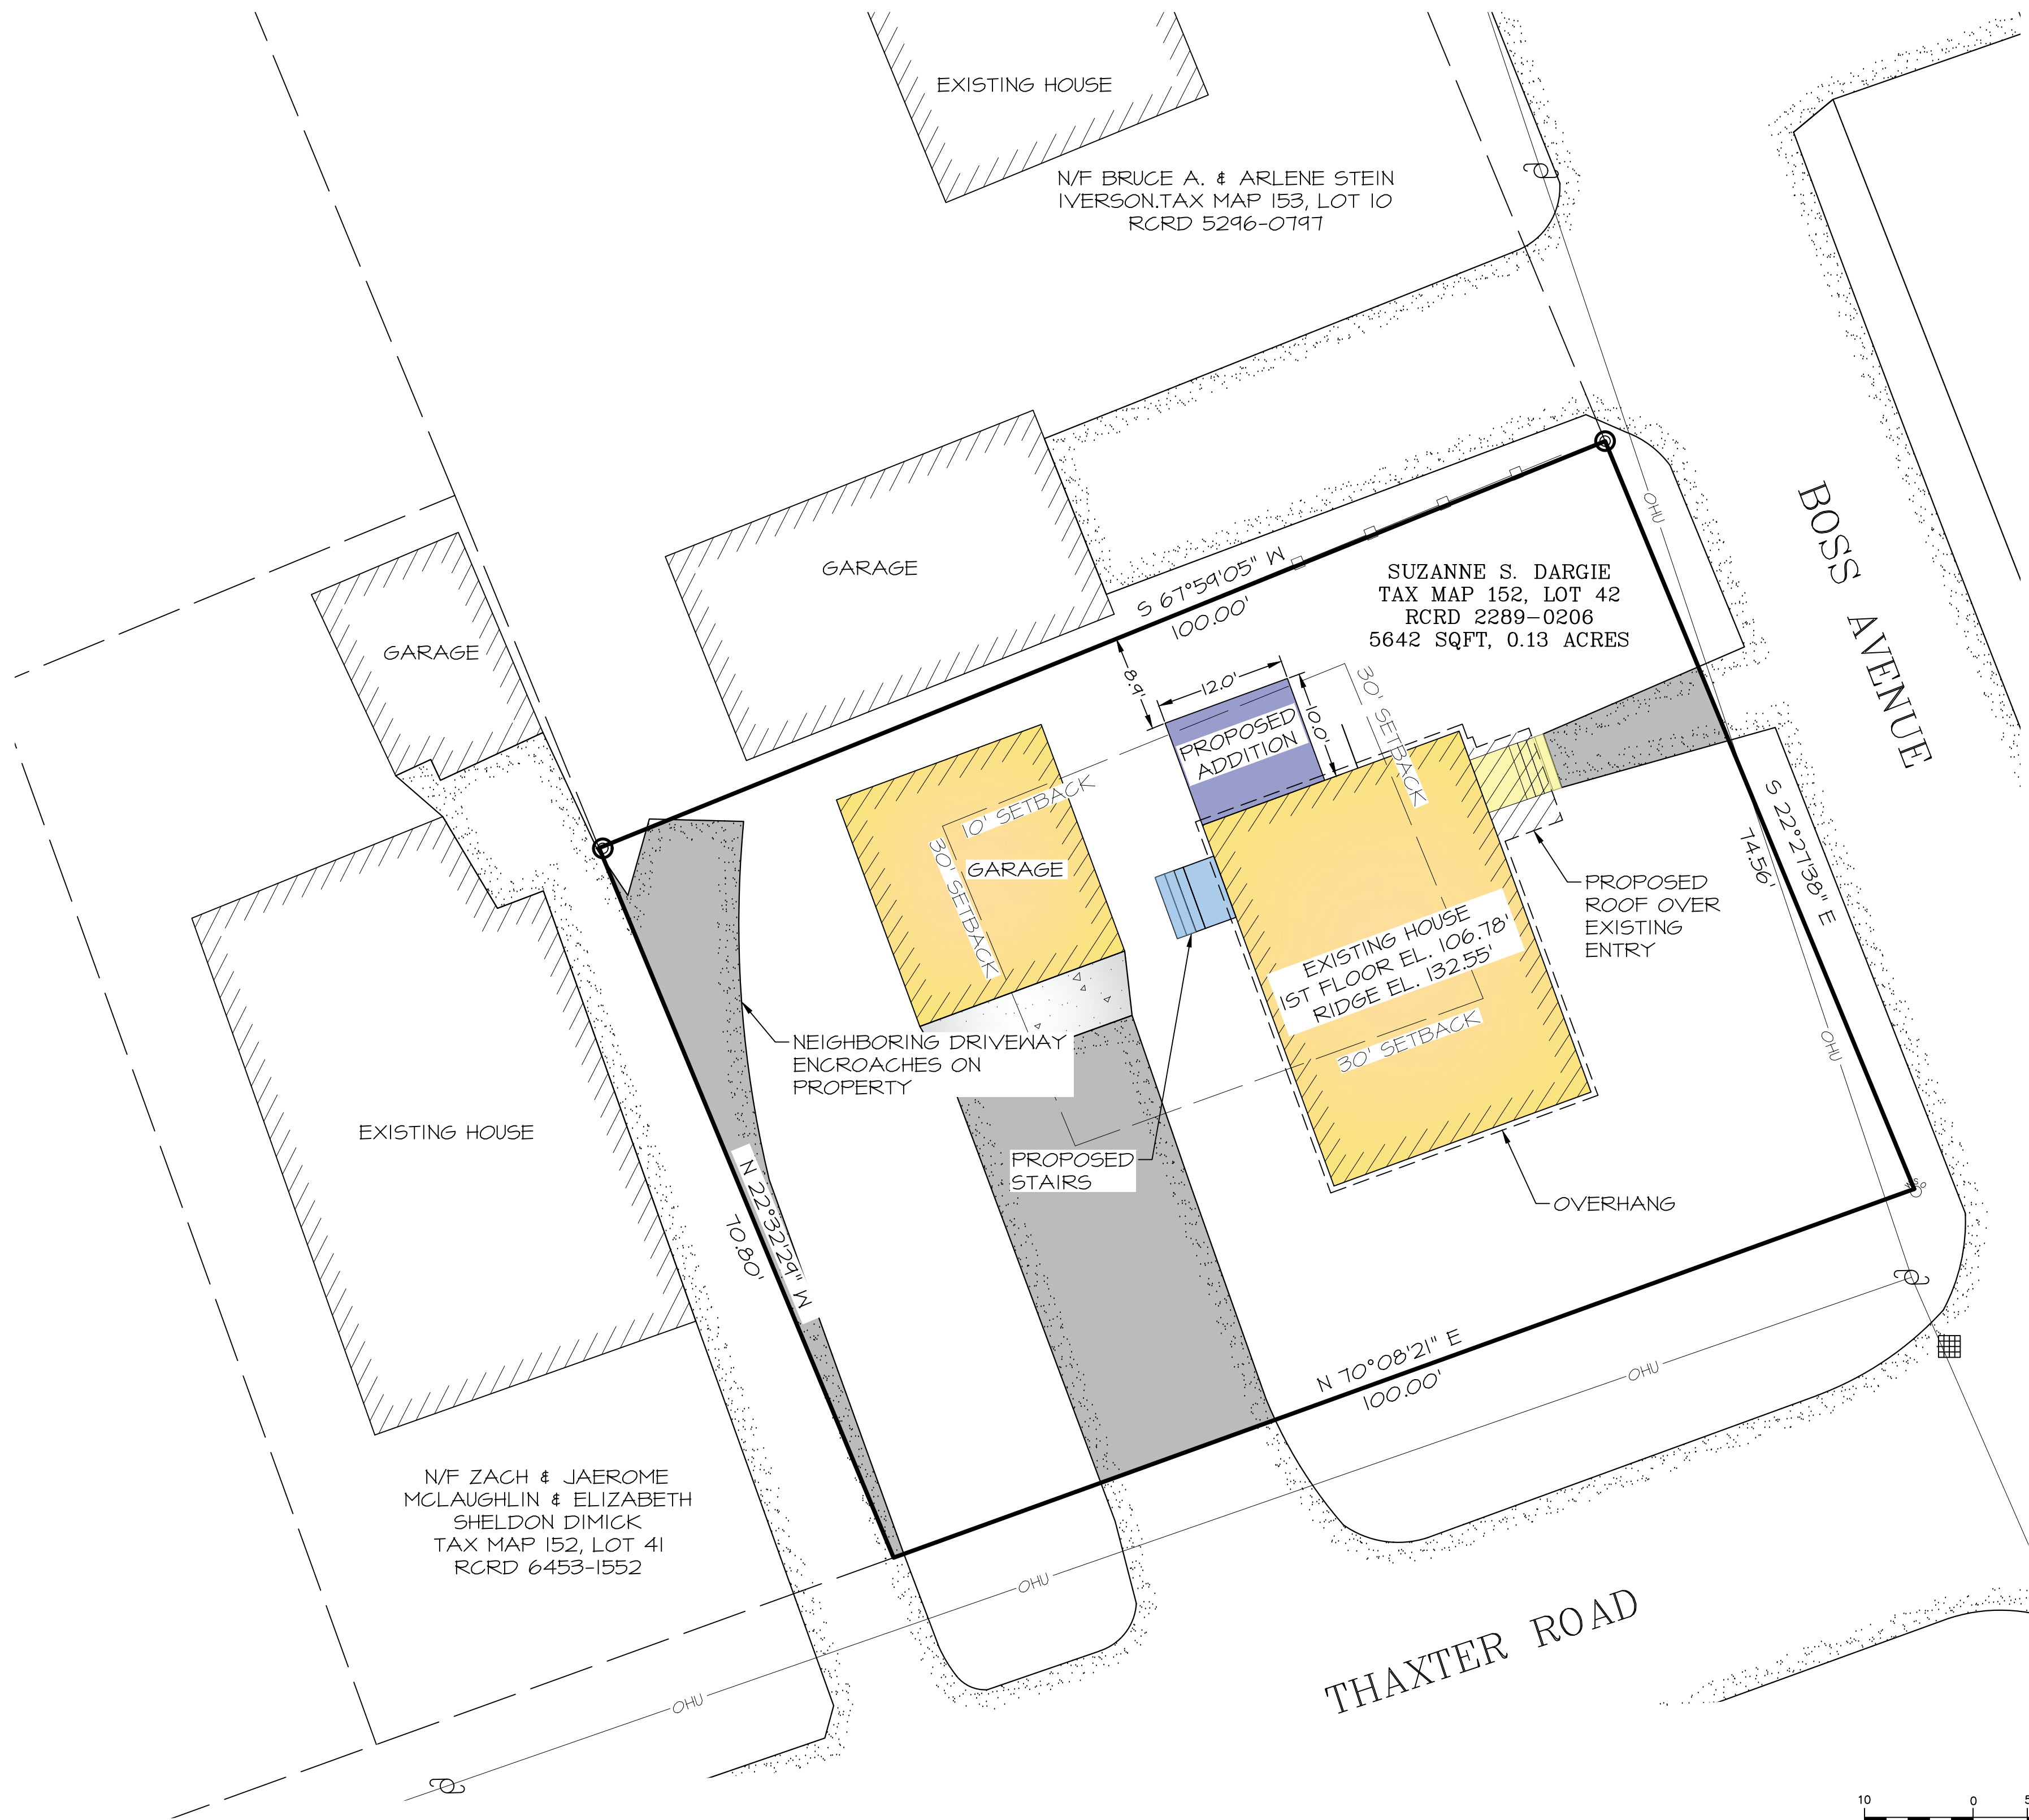 EXISTING HOUSE
N/F BRUCE A. & ARLENE STEIN
IVERSON.TAX MAP 153, LOT 10
RCRD 5296-0797
GARAGE
GARAGE
S 67°59'05" W
100.00'
OHU
BOSS AVENUE
SUZANNE S. DARGIE
TAX MAP 152, LOT 42
RCRD 2289-0206
5642 SQFT, 0.13 ACRES
8.9'
12.0'
10.0'
PROPOSED
ADDITION
30' SETBACK
10' SETBACK
30' SETBACK
GARAGE
S 22°27'38" E
74.56'
PROPOSED
ROOF OVER
EXISTING
ENTRY
EXISTING HOUSE
1ST FLOOR EL. 106.78'
RIDGE EL. 132.55'
30' SETBACK
OHU
NEIGHBORING DRIVEWAY
ENCROACHES ON
PROPERTY
EXISTING HOUSE
PROPOSED
STAIRS
OVERHANG
N 22°32'29" W
70.80'
N 70°08'21" E
100.00'
OHU
N/F ZACH & JAEROME
MCLAUGHLIN & ELIZABETH
SHELDON DIMICK
TAX MAP 152, LOT 41
RCRD 6453-1552
OHU
THAXTER ROAD
OHU
10 0 5